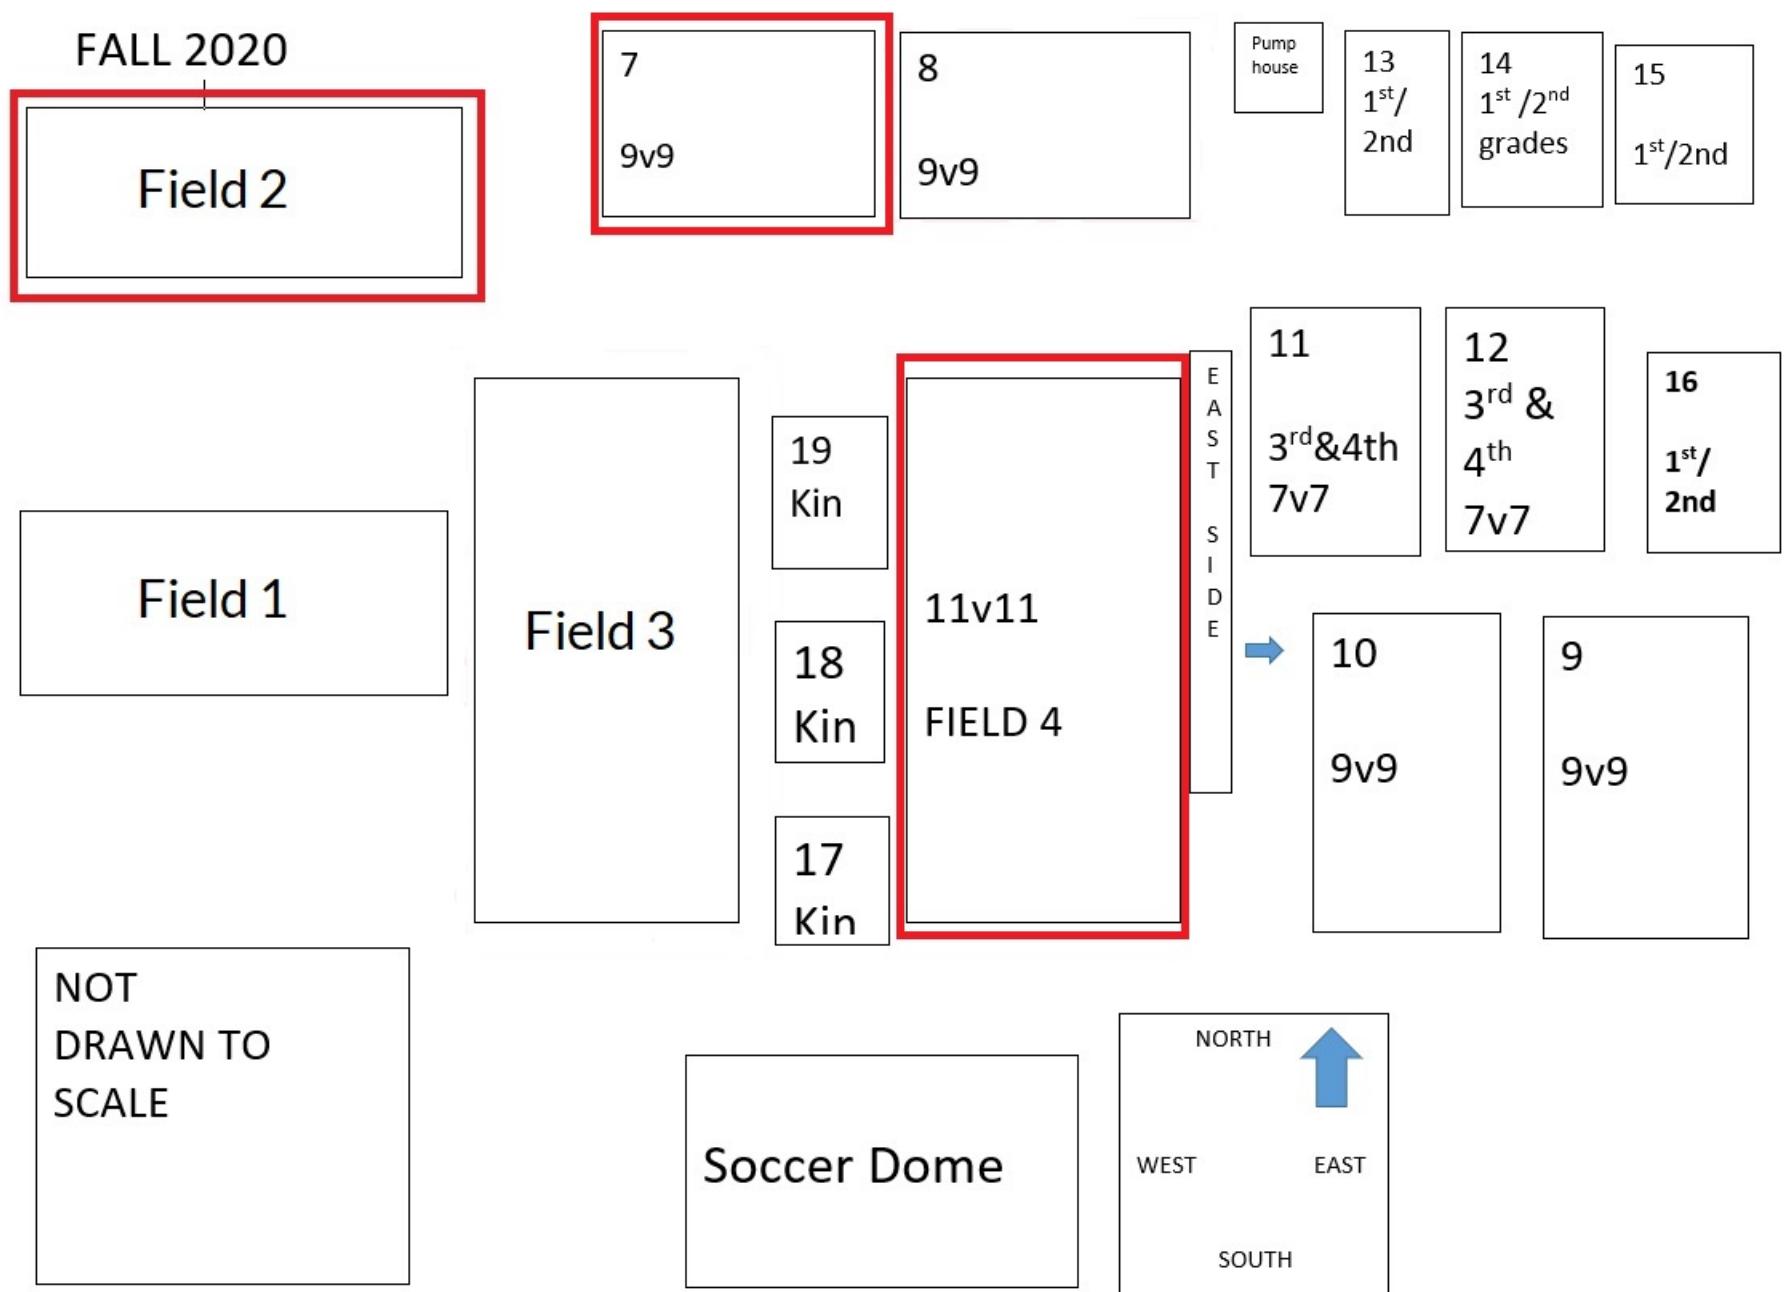 FALL 2020
Field 2
7
9v9
8
9v9
Pump
house
13
1st/
2nd
14
1st /2nd
grades
15
1st/2nd
Field 1
Field 3
19
Kin
18
Kin
17
Kin
11v11
FIELD 4
E
A
S
T
S
I
D
E
11
3rd&4th
7v7
12
3rd &
4th
7v7
16
1st/
2nd
10
9v9
9
9v9
NOT
DRAWN TO
SCALE
Soccer Dome
NORTH
WEST EAST
SOUTH